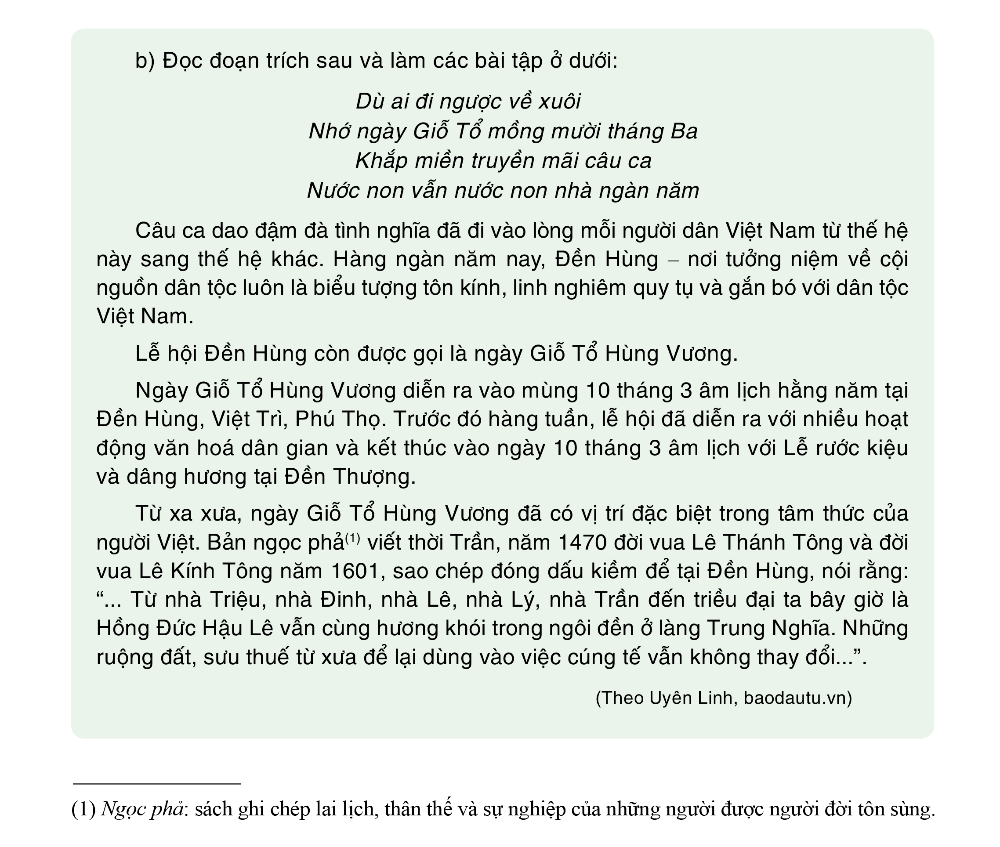 b) Đọc đoạn trích sau và làm các bài tập ở dưới:
Dù ai đi ngược về xuôi
Nhớ ngày Giỗ Tổ mồng mười tháng Ba
Khắp miền truyền mãi câu ca
Nước non vẫn nước non nhà ngàn năm
Câu ca dao đậm đà tình nghĩa đã đi vào lòng mỗi người dân Việt Nam từ thế hệ
này sang thế hệ khác. Hàng ngàn năm nay, Đền Hùng – nơi tưởng niệm về cội
nguồn dân tộc luôn là biểu tượng tôn kính, linh nghiêm quy tụ và gắn bó với dân tộc
Việt Nam.
Lễ hội Đền Hùng còn được gọi là ngày Giỗ Tổ Hùng Vương.
Ngày Giỗ Tổ Hùng Vương diễn ra vào mùng 10 tháng 3 âm lịch hằng năm tại
Đền Hùng, Việt Trì, Phú Thọ. Trước đó hàng tuần, lễ hội đã diễn ra với nhiều hoạt
động văn hoá dân gian và kết thúc vào ngày 10 tháng 3 âm lịch với Lễ rước kiệu
và dâng hương tại Đền Thượng.
Từ xa xưa, ngày Giỗ Tổ Hùng Vương đã có vị trí đặc biệt trong tâm thức của
người Việt. Bản ngọc phả(1) viết thời Trần, năm 1470 đời vua Lê Thánh Tông và đời
vua Lê Kính Tông năm 1601, sao chép đóng dấu kiềm để tại Đền Hùng, nói rằng:
“... Từ nhà Triệu, nhà Đinh, nhà Lê, nhà Lý, nhà Trần đến triều đại ta bây giờ là
Hồng Đức Hậu Lê vẫn cùng hương khói trong ngôi đền ở làng Trung Nghĩa. Những
ruộng đất, sưu thuế từ xưa để lại dùng vào việc cúng tế vẫn không thay đổi...”.
(Theo Uyên Linh, baodautu.vn)
(1) Ngọc phả: sách ghi chép lai lịch, thân thế và sự nghiệp của những người được người đời tôn sùng.